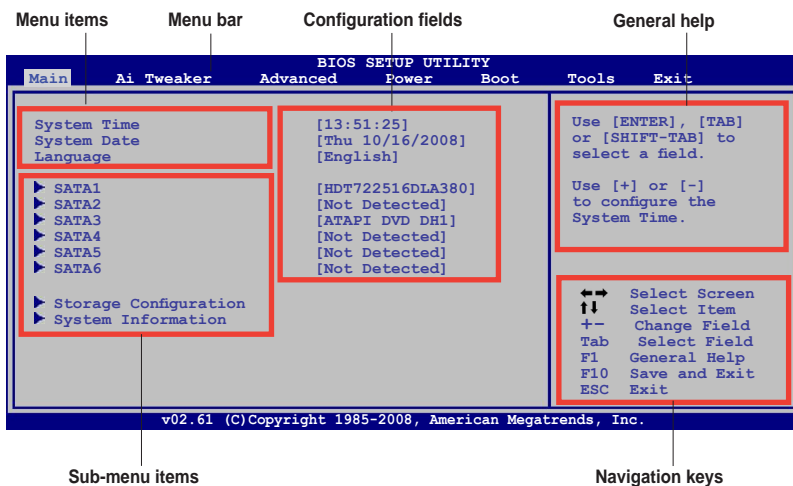 Menu items Menu bar Configuration fields General help
BIOS SETUP UTILITY
Main Ai Tweaker Advanced Power Boot Tools Exit
System Time [13:51:25]
System Date [Thu 10/16/2008]
Language [English]
SATA1 [HDT722516DLA380]
SATA2 [Not Detected]
SATA3 [ATAPI DVD DH1]
SATA4 [Not Detected]
SATA5 [Not Detected]
SATA6 [Not Detected]
Storage Configuration
System Information
Use [ENTER], [TAB]
or [SHIFT-TAB] to
select a field.
Use [+] or [-]
to configure the
System Time.
←→ Select Screen
↑↓ Select Item
+- Change Field
Tab Select Field
F1 General Help
F10 Save and Exit
ESC Exit
v02.61 (C)Copyright 1985-2008, American Megatrends, Inc.
Sub-menu items Navigation keys